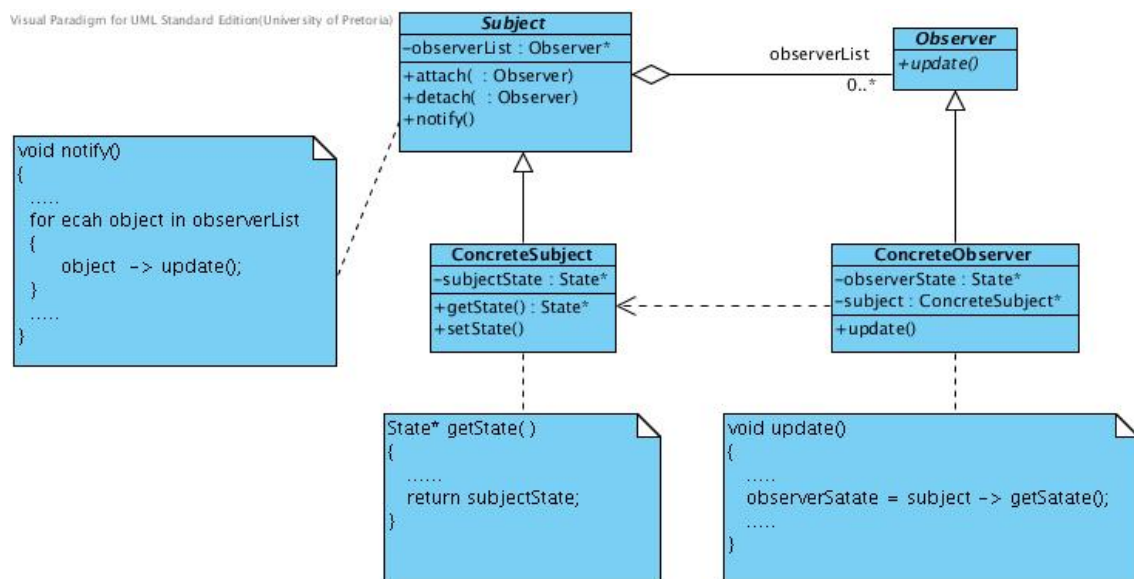 Visual Paradigm for UML Standard Edition(University of Pretoria)
Subject
-observerList : Observer*
+attach( : Observer)
+detach( : Observer)
+notify()
observerList
0..*
Observer
+update()
void notify()
{
.....
for ecah object in observerList
{
object -> update();
}
.....
}
ConcreteSubject
-subjectState : State*
+getState() : State*
+setState()
ConcreteObserver
-observerState : State*
-subject : ConcreteSubject*
+update()
State* getState( )
{
......
return subjectState;
}
void update()
{
.....
observerSatate = subject -> getSatate();
.....
}